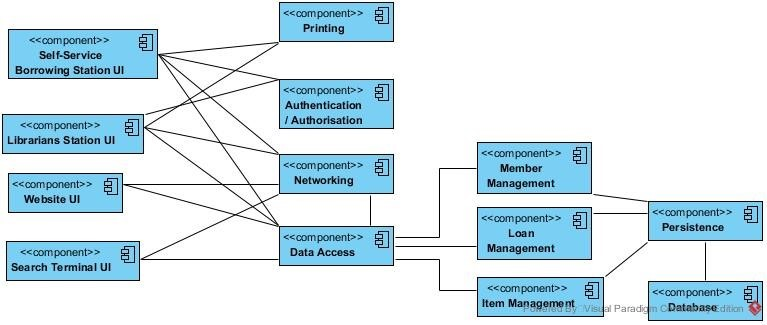 <<component>>
Self-Service
Borrowing Station UI
<<component>>
Librarians Station UI
<<component>>
Website UI
<<component>>
Search Terminal UI
<<component>>
Printing
<<component>>
Authentication
/ Authorisation
<<component>>
Networking
<<component>>
Data Access
<<component>>
Member
Management
<<component>>
Loan
Management
<<component>>
Item Management
<<component>>
Persistence
<<component>>
Database
Powered By Visual Paradigm Community Edition